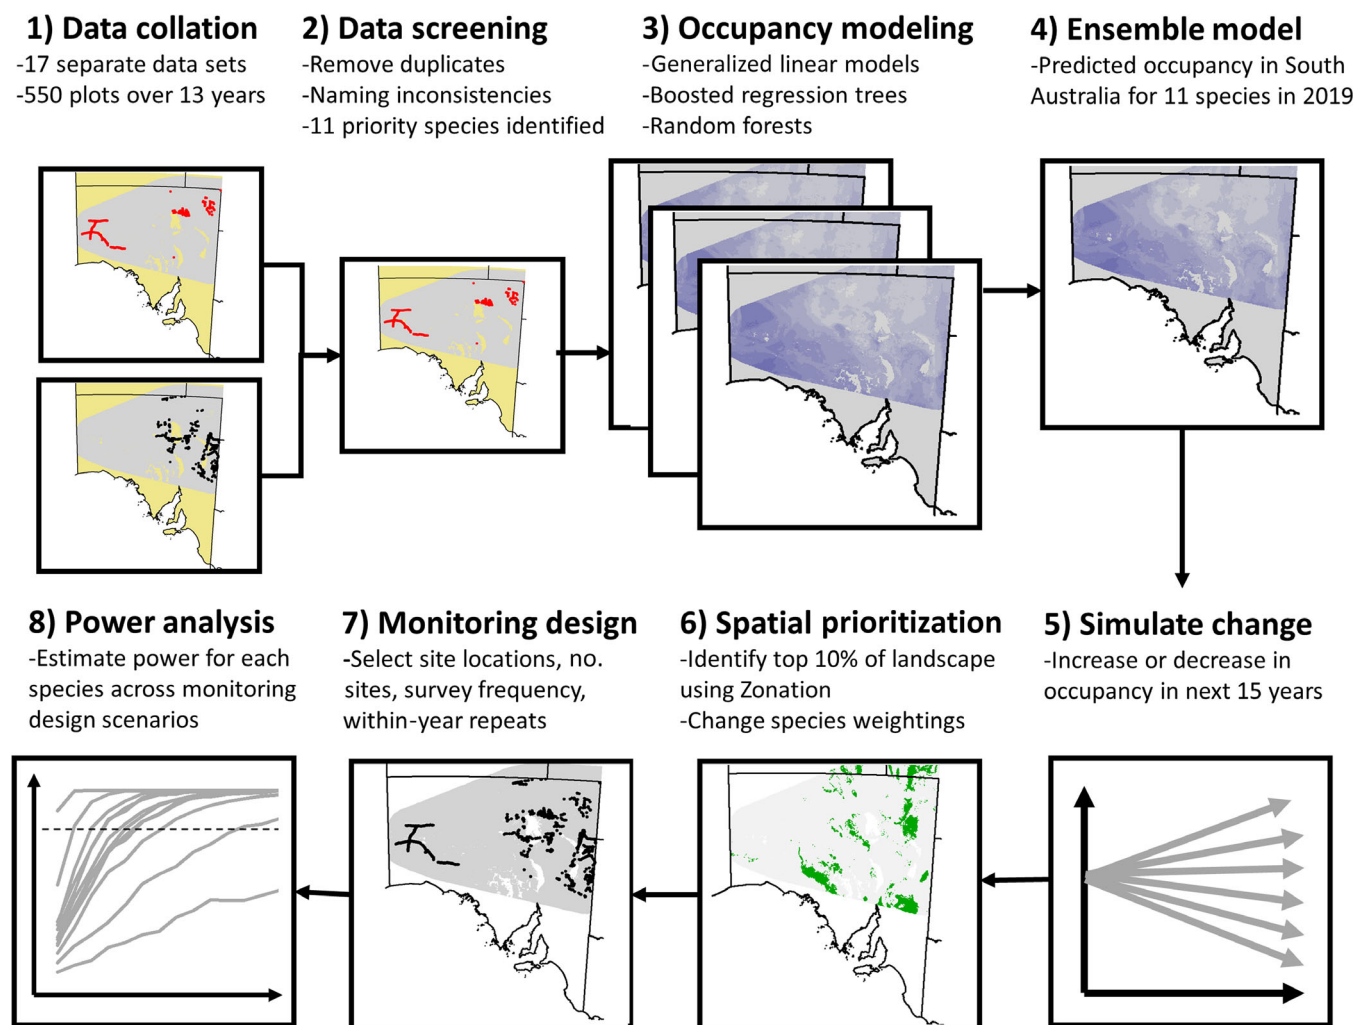 1) Data collation
-17 separate data sets
-550 plots over 13 years
2) Data screening
-Remove duplicates
-Naming inconsistencies
-11 priority species identified
3) Occupancy modeling
-Generalized linear models
-Boosted regression trees
-Random forests
4) Ensemble model
-Predicted occupancy in South
Australia for 11 species in 2019
8) Power analysis
-Estimate power for each
species across monitoring
design scenarios
7) Monitoring design
-Select site locations, no.
sites, survey frequency,
within-year repeats
6) Spatial prioritization
-Identify top 10% of landscape
using Zonation
-Change species weightings
5) Simulate change
-Increase or decrease in
occupancy in next 15 years